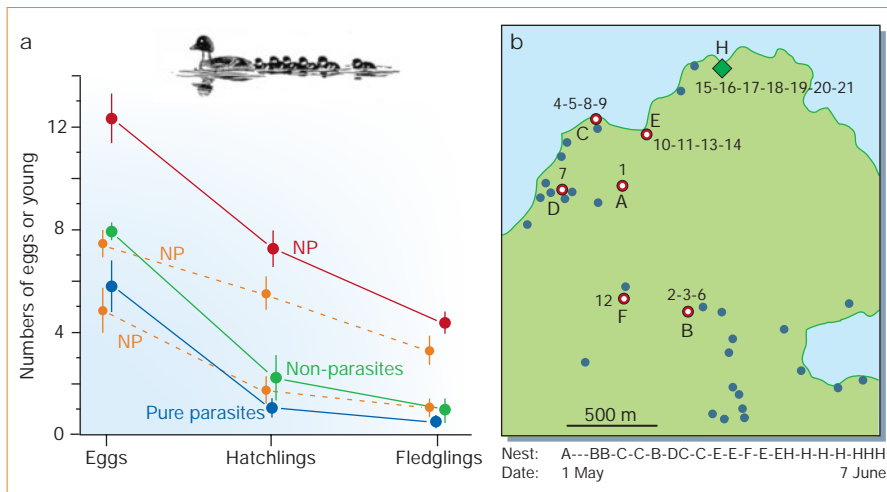 a
Numbers of eggs or young
12
8
4
0
NP
NP
NP
Non-parasites
Pure parasites
Eggs
Hatchlings
Fledglings
b
H
15-16-17-18-19-20-21
4-5-8-9
C
E
10-11-13-14
7
D
1
A
12
F
2-3-6
B
500 m
Nest: A---BB-C-C-B-DC-C-E-E-F-E-EH-H-H-H-HHH
Date: 1 May 7 June